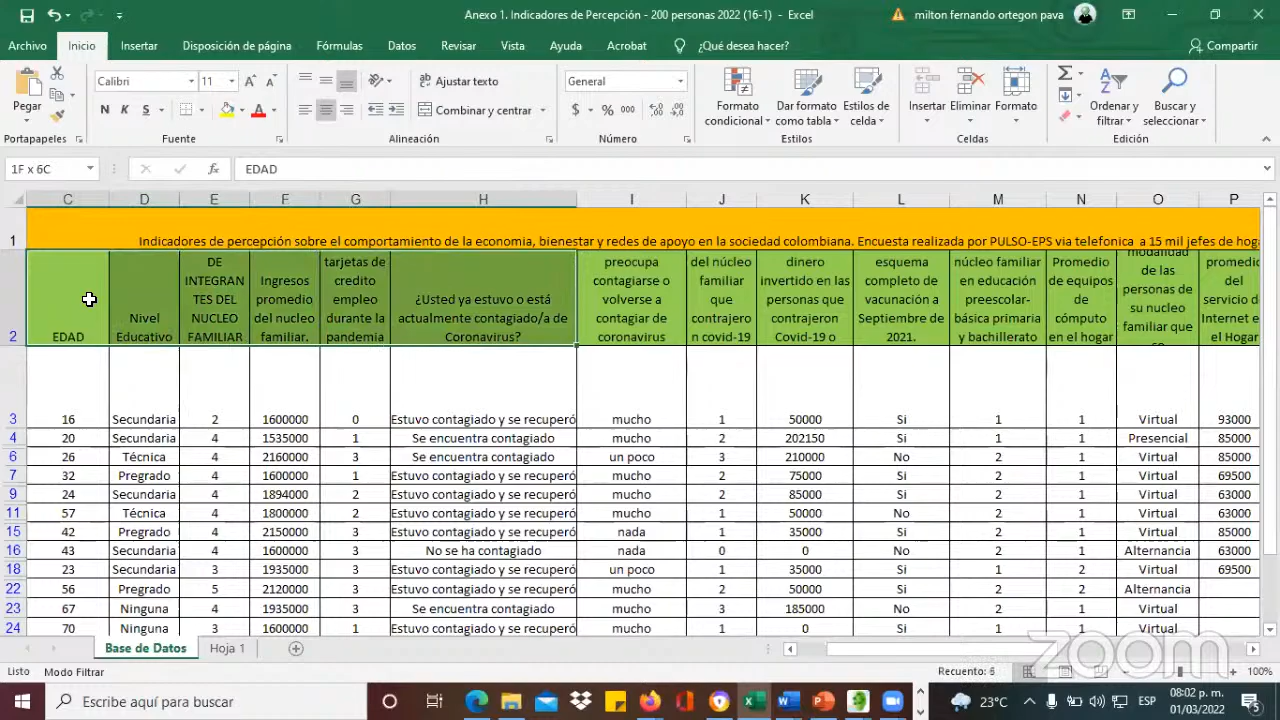 Anexo 1. Indicadores de Percepción - 200 personas 2022 (16-1) - Excel
milton fernando ortegon pava
Archivo Inicio Insertar Disposición de página Fórmulas Datos Revisar Vista Ayuda Acrobat ¿Qué desea hacer? Compartir
Pegar
Calibri 11
N K S
Ajustar texto
Combinar y centrar
General
$ % 000
Formato condicional
Dar formato como tabla
Estilos de celda
Insertar Eliminar Formato
Ordenar y filtrar
Buscar y seleccionar
Portapapeles Fuente Alineación Número Estilos Celdas Edición
1F x 6C fx EDAD
C D E F G H I J K L M N O P
1 Indicadores de percepción sobre el comportamiento de la economia, bienestar y redes de apoyo en la sociedad colombiana. Encuesta realizada por PULSO-EPS via telefonica a 15 mil jefes de hog
2
EDAD
Nivel
Educativo
DE
INTEGRAN
TES DEL
NUCLEO
FAMILIAR
Ingresos
promedio
del nucleo
familiar.
tarjetas de
credito
empleo
durante la
pandemia
¿Usted ya estuvo o está
actualmente contagiado/a de
Coronavirus?
preocupa
contagiarse o
volverse a
contagiar de
coronavirus
del núcleo
familiar
que
contrajero
n covid-19
dinero
invertido en las
personas que
contrajeron
Covid-19 o
esquema
completo de
vacunación a
Septiembre de
2021.
núcleo familiar
en educación
preescolar-
básica primaria
y bachillerato
Promedio
de equipos
de
cómputo
en el hogar
modalidad
de las
personas de
su nucleo
familiar que
promedio
del
servicio de
Internet e
el Hogar
3 16 Secundaria 2 1600000 0 Estuvo contagiado y se recuperó mucho 1 50000 Si 1 1 Virtual 93000
4 20 Secundaria 4 1535000 1 Se encuentra contagiado mucho 2 202150 Si 1 1 Presencial 85000
6 26 Técnica 4 2160000 3 Se encuentra contagiado un poco 3 210000 No 2 1 Virtual 85000
7 32 Pregrado 4 1600000 1 Estuvo contagiado y se recuperó mucho 2 75000 Si 2 1 Virtual 69500
9 24 Secundaria 4 1894000 2 Estuvo contagiado y se recuperó mucho 2 85000 Si 2 1 Virtual 63000
11 57 Técnica 4 1800000 2 Estuvo contagiado y se recuperó mucho 1 50000 No 2 1 Virtual 63000
15 42 Pregrado 4 2150000 3 Estuvo contagiado y se recuperó nada 1 35000 Si 2 1 Virtual 85000
16 43 Secundaria 4 1600000 3 No se ha contagiado nada 0 0 No 2 1 Alternancia 63000
18 23 Secundaria 3 1935000 3 Estuvo contagiado y se recuperó un poco 1 35000 Si 1 2 Virtual 69500
22 56 Pregrado 5 2120000 3 Estuvo contagiado y se recuperó mucho 2 50000 Si 2 2 Alternancia
23 67 Ninguna 4 1935000 3 Se encuentra contagiado mucho 3 185000 No 2 1 Virtual
24 70 Ninguna 3 1600000 1 Estuvo contagiado y se recuperó mucho 1 0 Si 1 1 Virtual
Base de Datos Hoja 1
zoom
Listo Modo Filtrar Recuento: 6 100%
Escribe aquí para buscar
23°C
ESP
08:02 p. m.
01/03/2022
5